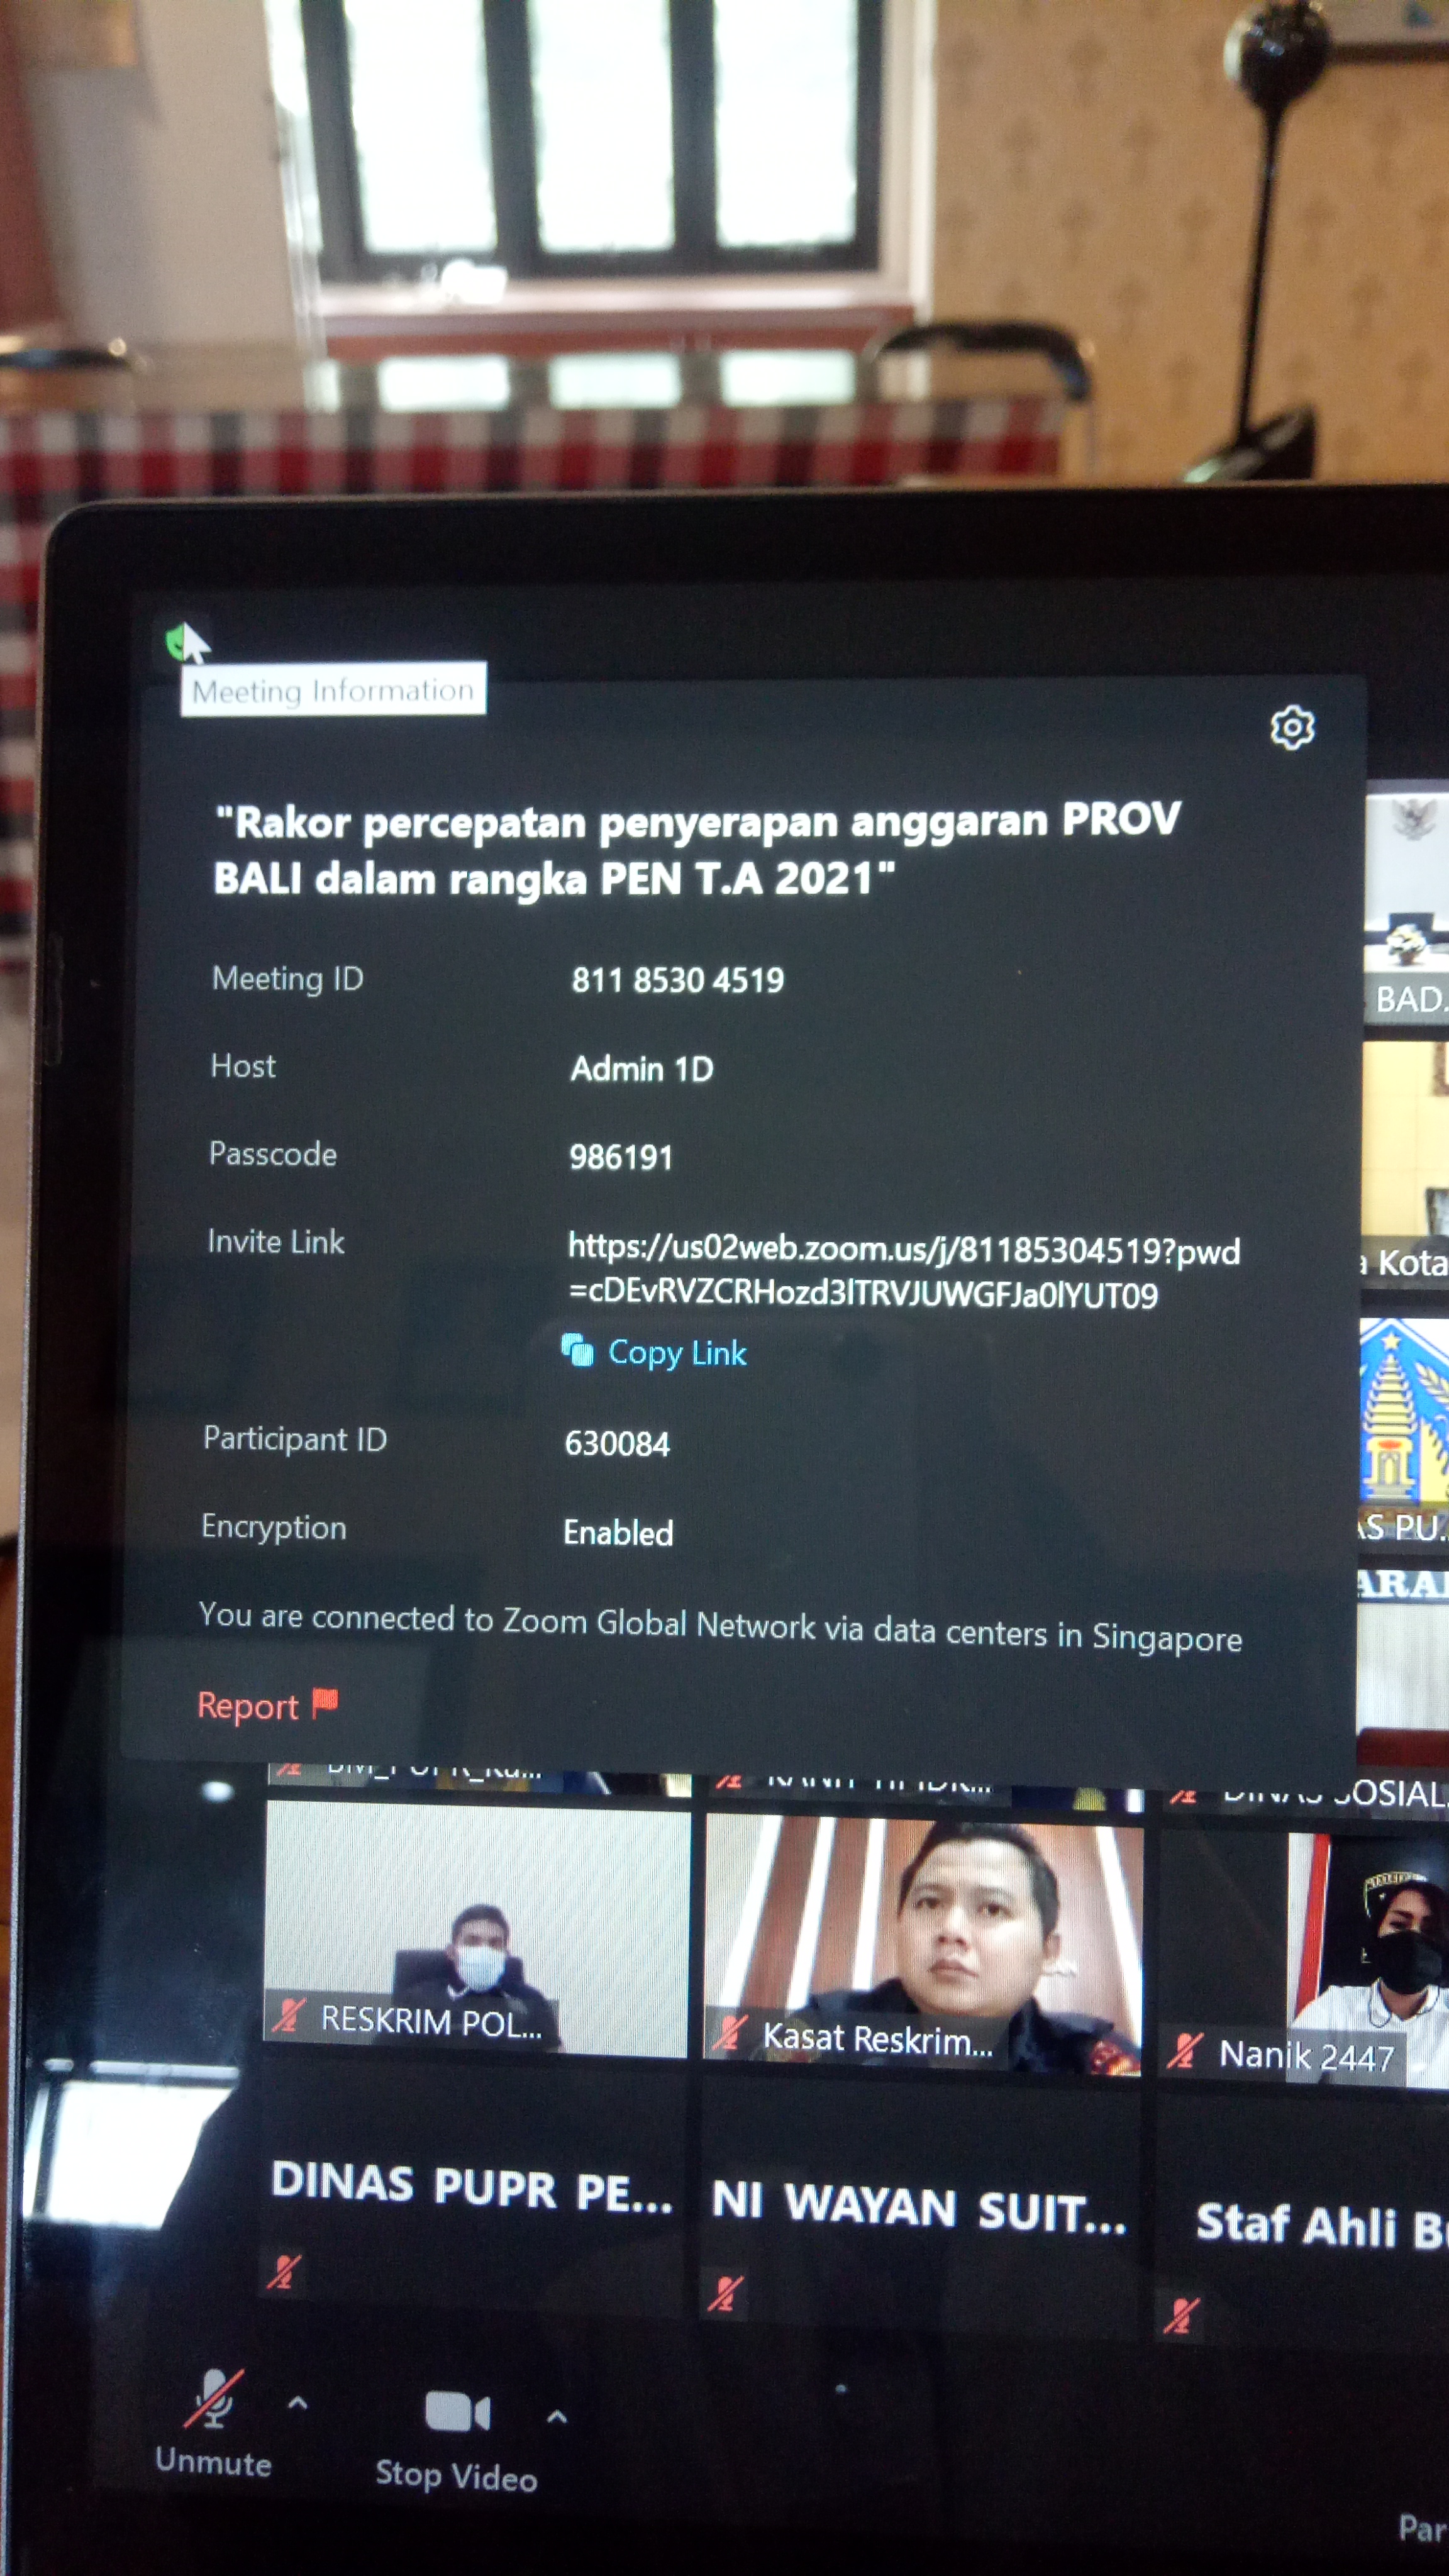 Meeting Information
"Rakor percepatan penyerapan anggaran PROV
BALI dalam rangka PEN T.A 2021"
Meeting ID 811 8530 4519
Host Admin 1D
Passcode 986191
Invite Link https://us02web.zoom.us/j/81185304519?pwd
=cDEvRVZCRHozd3lTRVJUWGFJa0lYUT09
Copy Link
Participant ID 630084
Encryption Enabled
You are connected to Zoom Global Network via data centers in Singapore
Report
BAD.
a Kota
AS PU..
ARA
SOSIAL.
RESKRIM POL...
Kasat Reskrim...
Nanik 2447
DINAS PUPR PE...
NI WAYAN SUIT...
Staf Ahli B
Unmute
Stop Video
Par